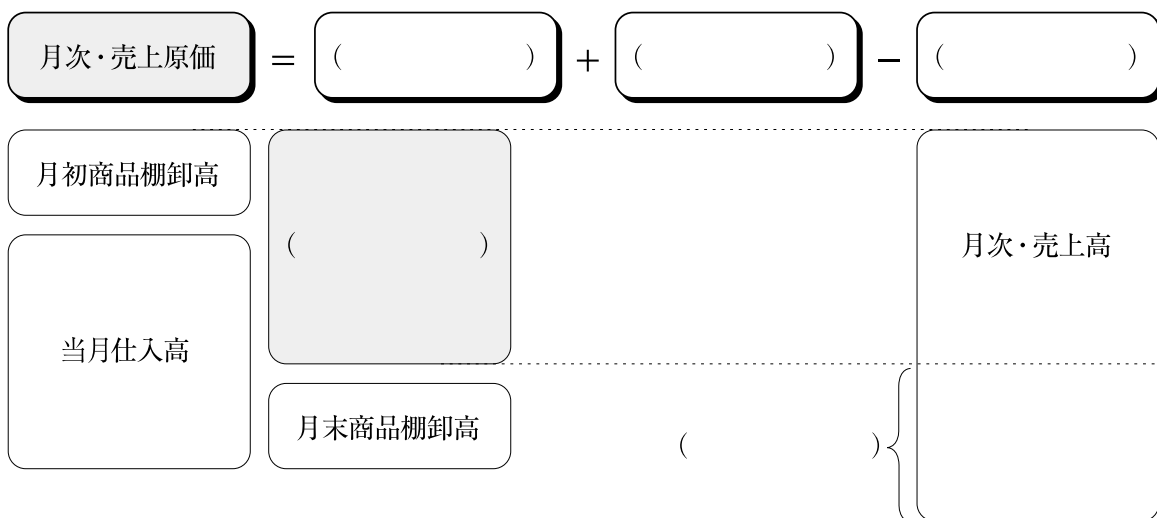 月次・売上原価 = ( ) + ( ) − ( )
月初商品棚卸高
( )
月次・売上高
当月仕入高
月末商品棚卸高
( )